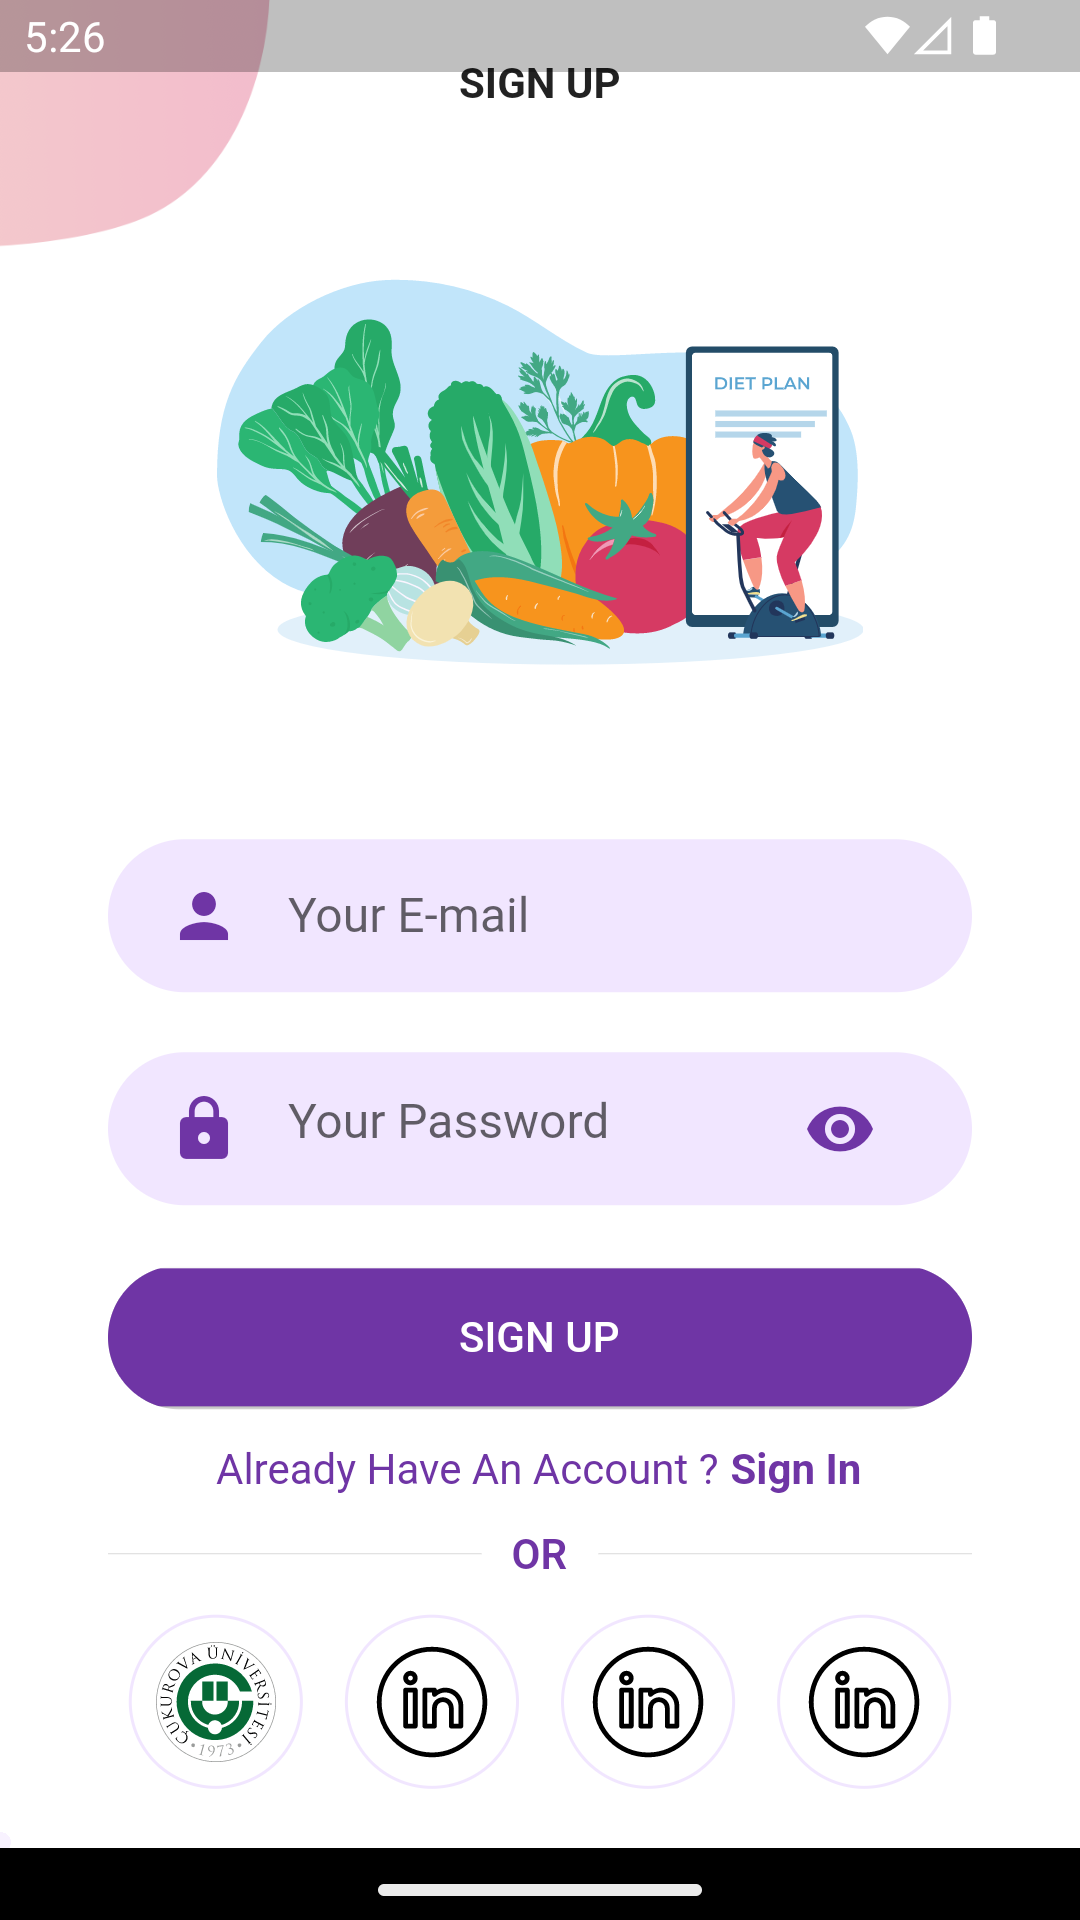 5:26
SIGN UP
DIET PLAN
Your E-mail
Your Password
SIGN UP
Already Have An Account ? Sign In
OR
ÇUKUROVA ÜNİVERSİTESİ
• 1973 •
in
in
in